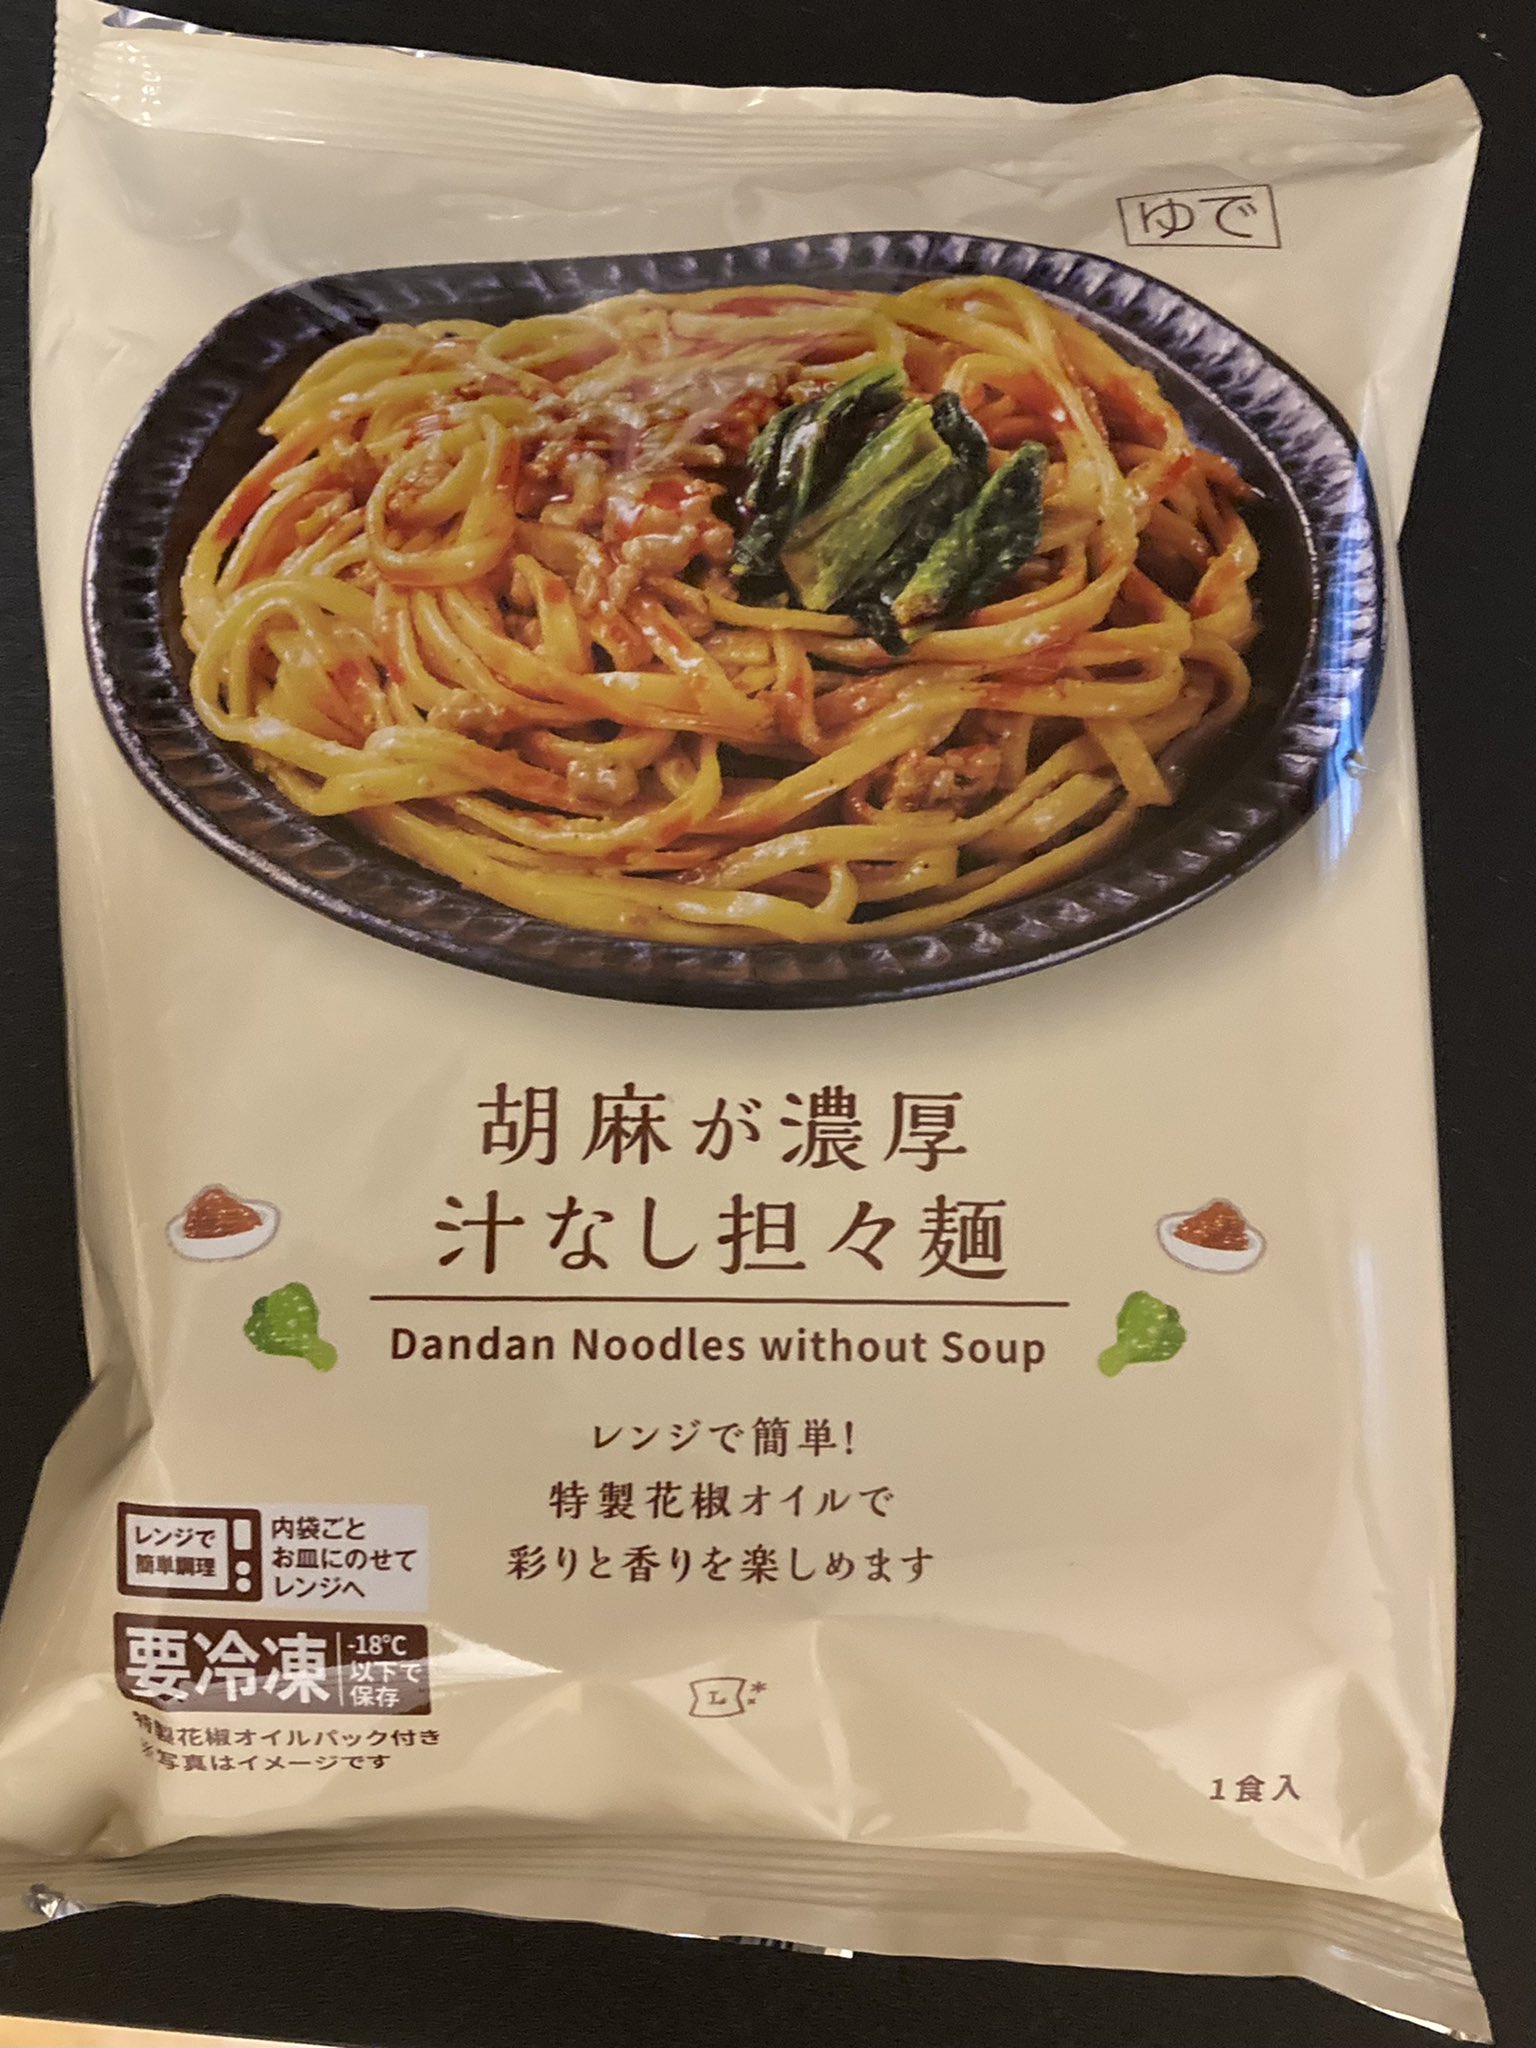 ゆで
胡麻が濃厚
汁なし担々麺
Dandan Noodles without Soup
レンジで簡単!
特製花椒オイルで
彩りと香りを楽しめます
レンジで
簡単調理
内袋ごと
お皿にのせて
レンジへ
要冷凍
-18℃
以下で
保存
特製花椒オイルパック付き
※写真はイメージです
L
1食入